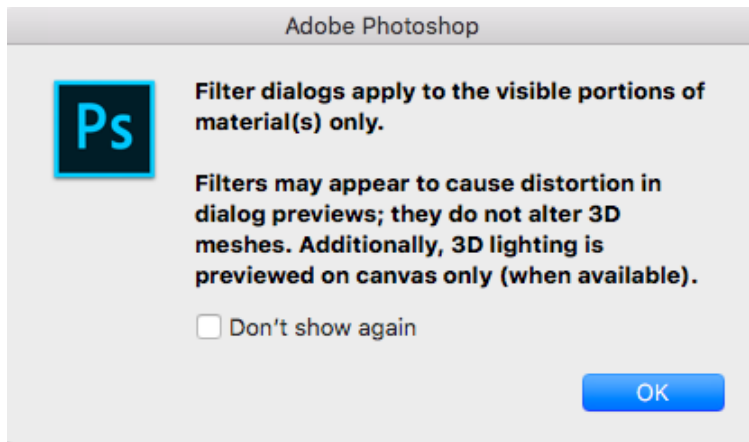 Adobe Photoshop
Ps
Filter dialogs apply to the visible portions of
material(s) only.
Filters may appear to cause distortion in
dialog previews; they do not alter 3D
meshes. Additionally, 3D lighting is
previewed on canvas only (when available).
Don't show again
OK